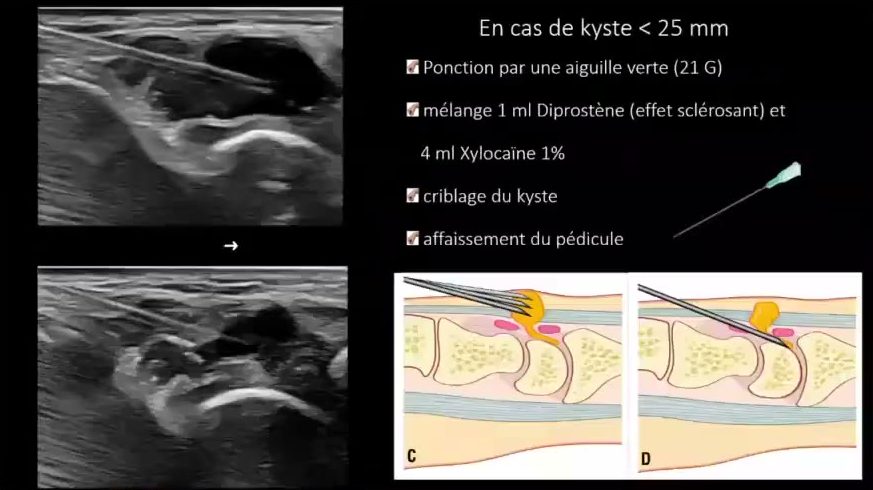 En cas de kyste < 25 mm
Ponction par une aiguille verte (21 G)
mélange 1 ml Diprostène (effet sclérosant) et
4 ml Xylocaïne 1%
criblage du kyste
affaissement du pédicule
C
D